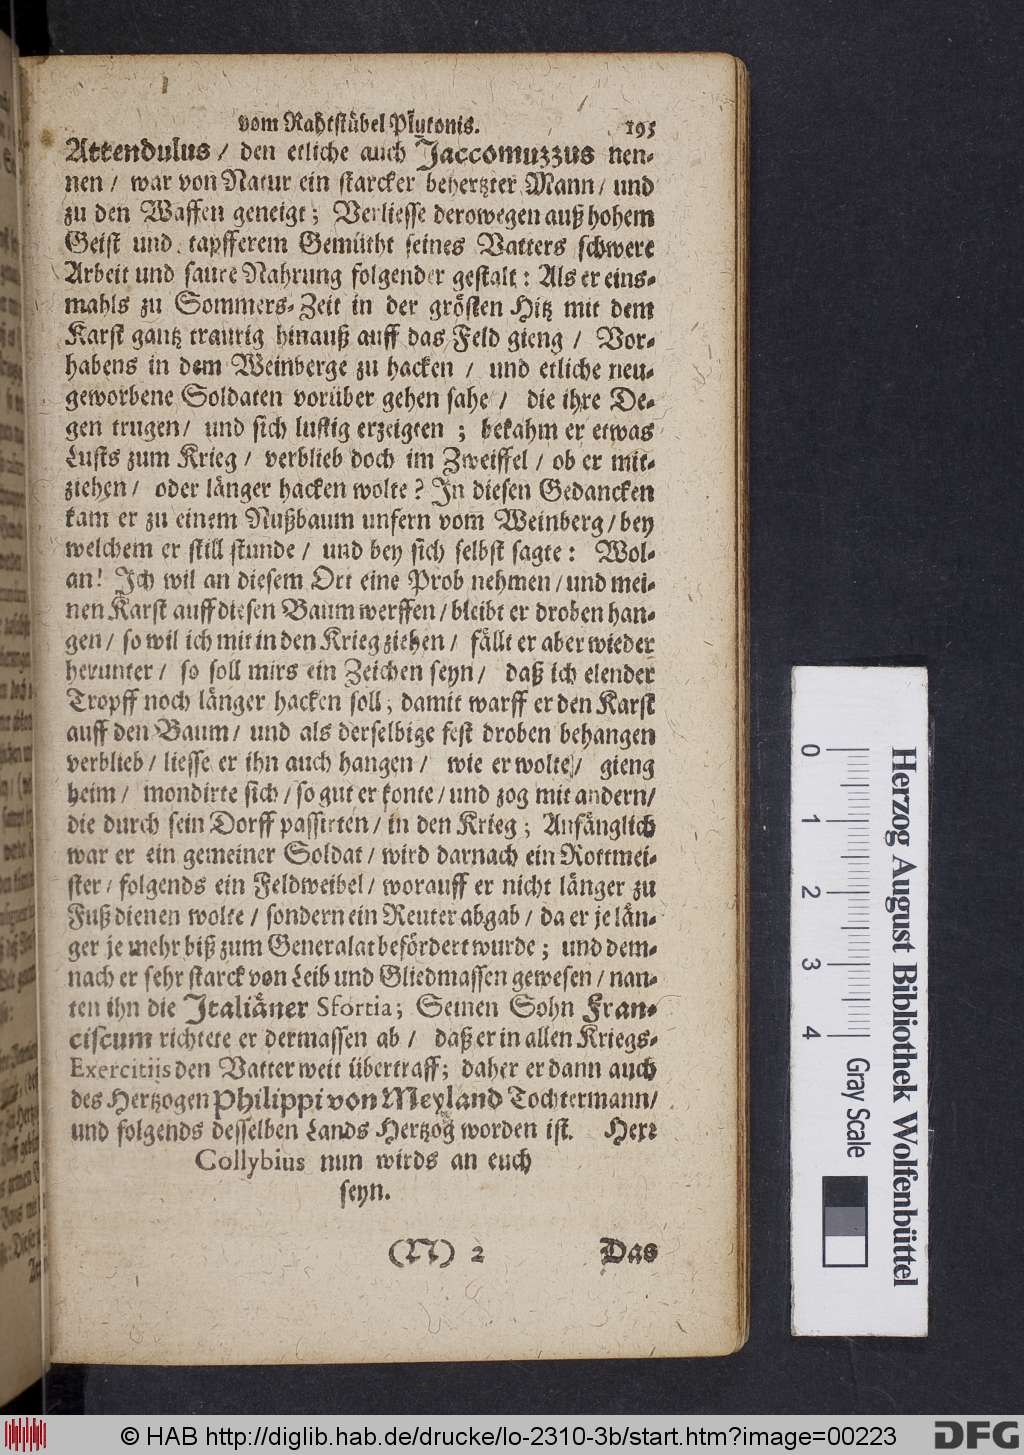 vom Rahtstübel Plutonis. 195
Attendulus / den etliche auch Jaccomuzzus nen-
nen / war von Natur ein starcker behertzter Mann / und
zu den Waffen geneigt; Verliesse derowegen auß hohem
Geist und tapfferem Gemütht seines Vatters schwere
Arbeit und saure Nahrung folgender gestalt: Als er eins-
mahls zu Sommers-Zeit in der grösten Hitz mit dem
Karst gantz traurig hinauß auff das Feld gieng / Vor-
habens in dem Weinberge zu hacken / und etliche neu-
geworbene Soldaten vorüber gehen sahe / die ihre De-
gen trugen / und sich lustig erzeigten ; bekahm er etwas
Lusts zum Krieg / verblieb doch im Zweiffel / ob er mit-
ziehen / oder länger hacken wolte? In diesen Gedancken
kam er zu einem Nußbaum unfern vom Weinberg / bey
welchem er still stunde / und bey sich selbst sagte: Wol-
an! Ich wil an diesem Ort eine Prob nehmen / und mei-
nen Karst auff diesen Baum werffen / bleibt er droben han-
gen / so wil ich mit in den Krieg ziehen / fällt er aber wieder
herunter / so soll mirs ein Zeichen seyn / daß ich elender
Tropff noch länger hacken soll; damit warff er den Karst
auff den Baum / und als derselbige fest droben behangen
verblieb / liesse er ihn auch hangen / wie er wolte / gieng
heim / mondirte sich / so gut er konte / und zog mit andern /
die durch sein Dorff passirten / in den Krieg; Anfänglich
war er ein gemeiner Soldat / wird darnach ein Rottmei-
ster / folgends ein Feldweibel / worauff er nicht länger zu
Fuß dienen wolte / sondern ein Reuter abgab / da er je län-
ger je mehr biß zum Generalat befördert wurde; und dem-
nach er sehr starck von Leib und Gliedmassen gewesen / nan-
ten ihn die Italiäner Sfortia; Seinen Sohn Fran-
ciscum richtete er dermassen ab / daß er in allen Kriegs-
Exercitiis den Vatter weit übertraff; daher er dann auch
des Hertzogen Philippi von Meyland Tochtermann /
und folgends desselben Lands Hertzog worden ist. Herr
Collybius nun wirds an euch
seyn.
(N) 2 Das
0 1 2 3 4
Gray Scale
Herzog August Bibliothek Wolfenbüttel
© HAB http://diglib.hab.de/drucke/lo-2310-3b/start.htm?image=00223
DFG